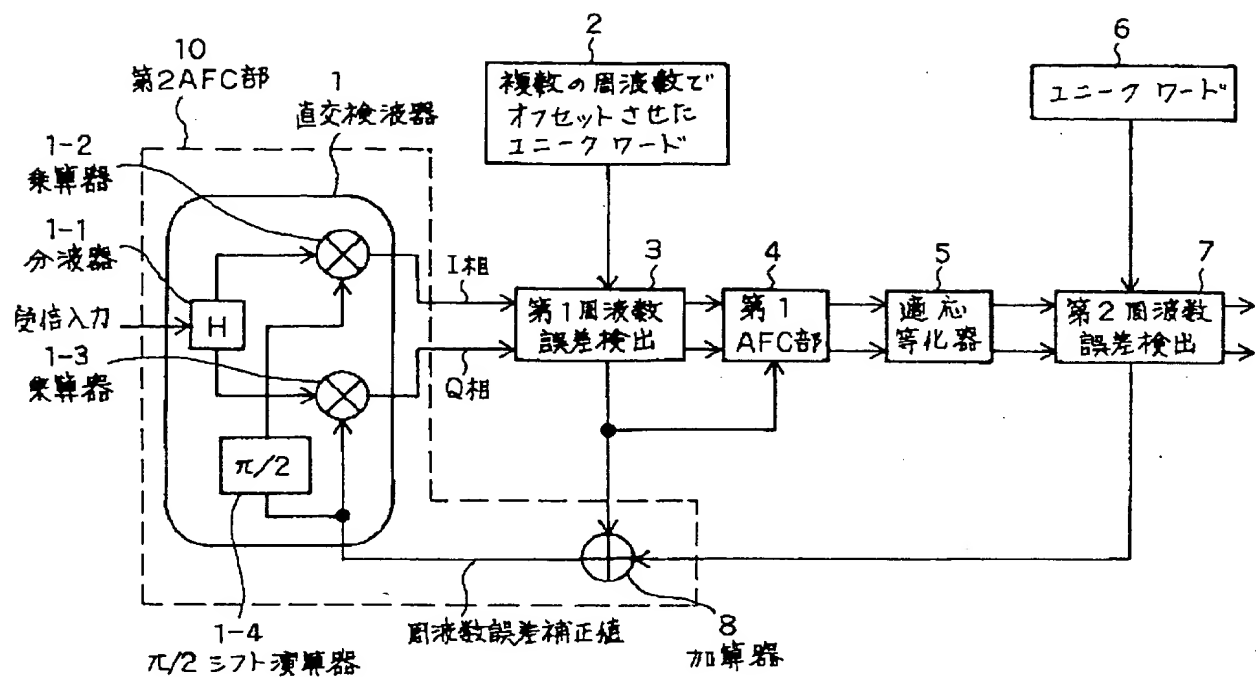 10
第2AFC部
1
直交検波器
1-2
乗算器
1-1
分波器
受信入力
H
1-3
乗算器
π/2
1-4
π/2シフト演算器
I相
Q相
2
複数の周波数で
オフセットさせた
ユニークワード
3
第1周波数
誤差検出
4
第1
AFC部
5
適応
等化器
6
ユニークワード
7
第2周波数
誤差検出
周波数誤差補正値
8
加算器